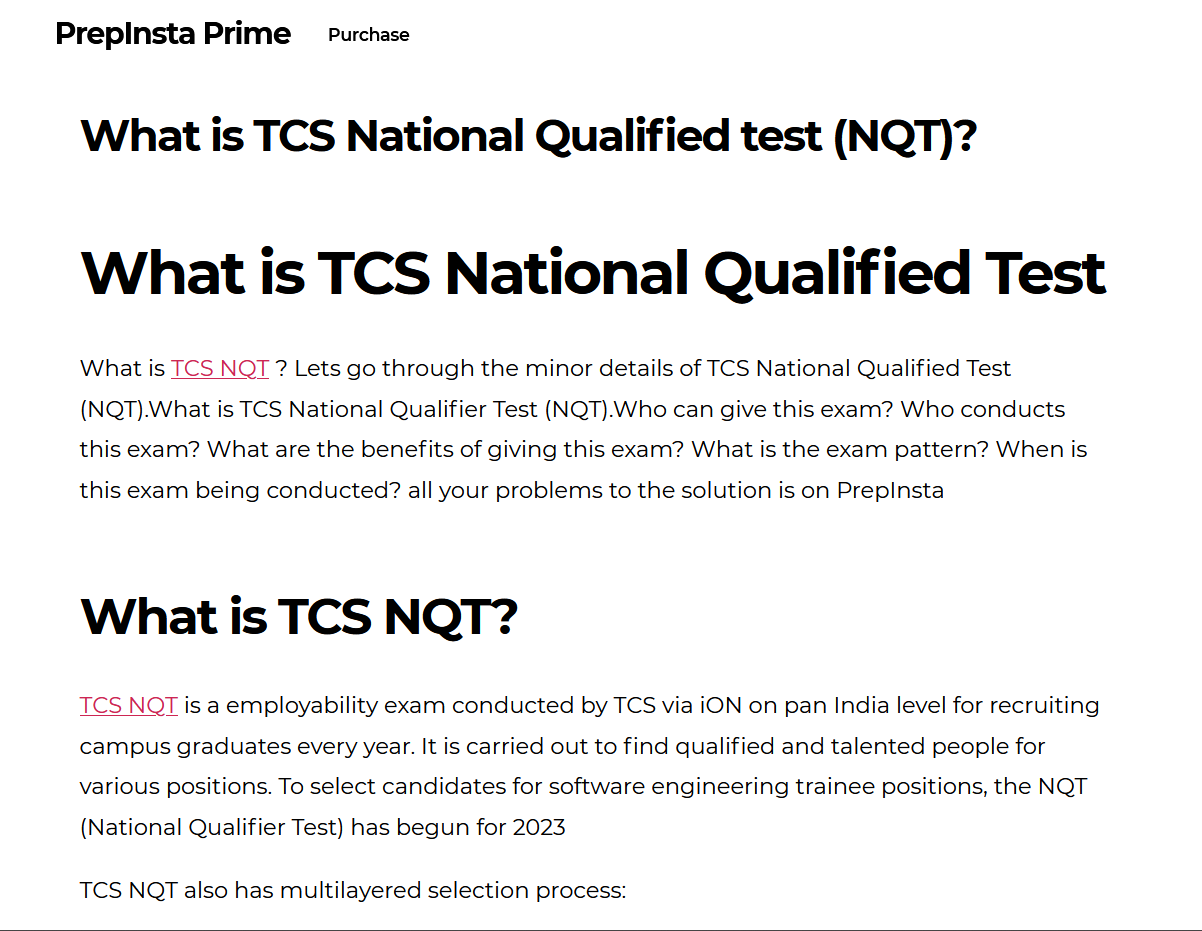 PrepInsta Prime Purchase
What is TCS National Qualified test (NQT)?
What is TCS National Qualified Test
What is TCS NQT ? Lets go through the minor details of TCS National Qualified Test
(NQT).What is TCS National Qualifier Test (NQT).Who can give this exam? Who conducts
this exam? What are the benefits of giving this exam? What is the exam pattern? When is
this exam being conducted? all your problems to the solution is on PrepInsta
What is TCS NQT?
TCS NQT is a employability exam conducted by TCS via iON on pan India level for recruiting
campus graduates every year. It is carried out to find qualified and talented people for
various positions. To select candidates for software engineering trainee positions, the NQT
(National Qualifier Test) has begun for 2023
TCS NQT also has multilayered selection process: